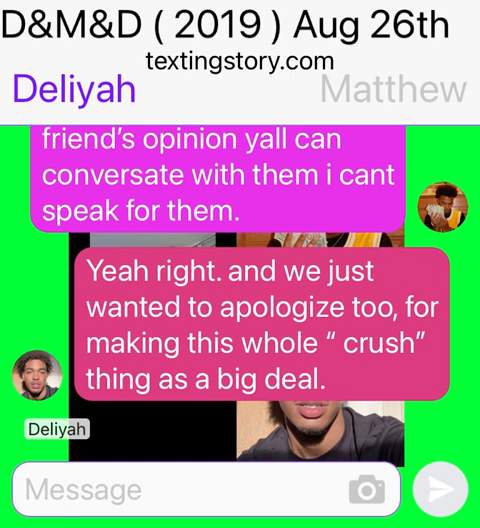 D&M&D ( 2019 ) Aug 26th
textingstory.com
Deliyah
Matthew
friend's opinion yall can
conversate with them i cant
speak for them.
Yeah right. and we just
wanted to apologize too, for
making this whole “ crush”
thing as a big deal.
Deliyah
Message